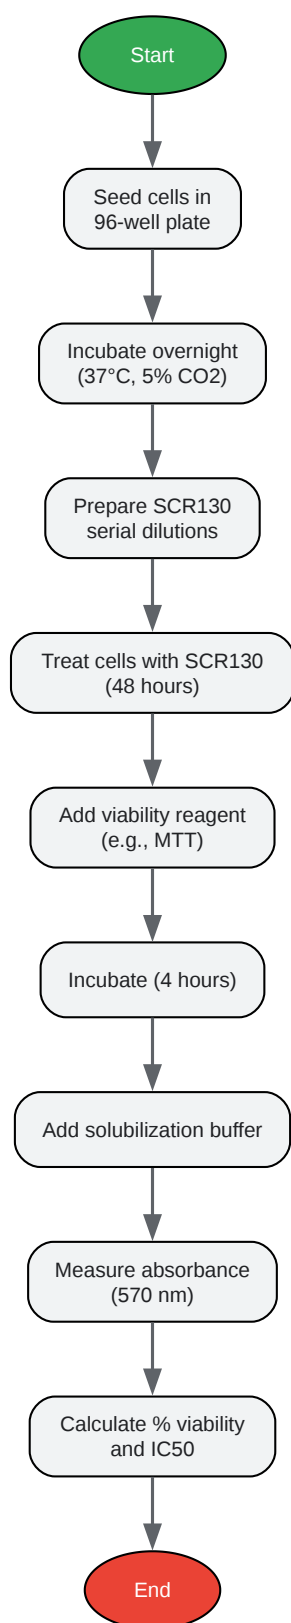 Start
Seed cells in
96-well plate
Incubate overnight
(37°C, 5% CO2)
Prepare SCR130
serial dilutions
Treat cells with SCR130
(48 hours)
Add viability reagent
(e.g., MTT)
Incubate (4 hours)
Add solubilization buffer
Measure absorbance
(570 nm)
Calculate % viability
and IC50
End